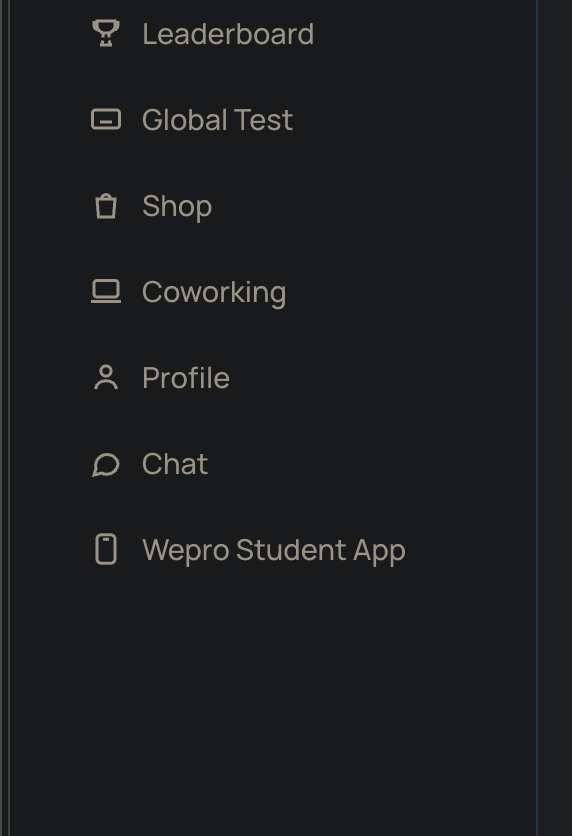 Leaderboard
Global Test
Shop
Coworking
Profile
Chat
Wepro Student App